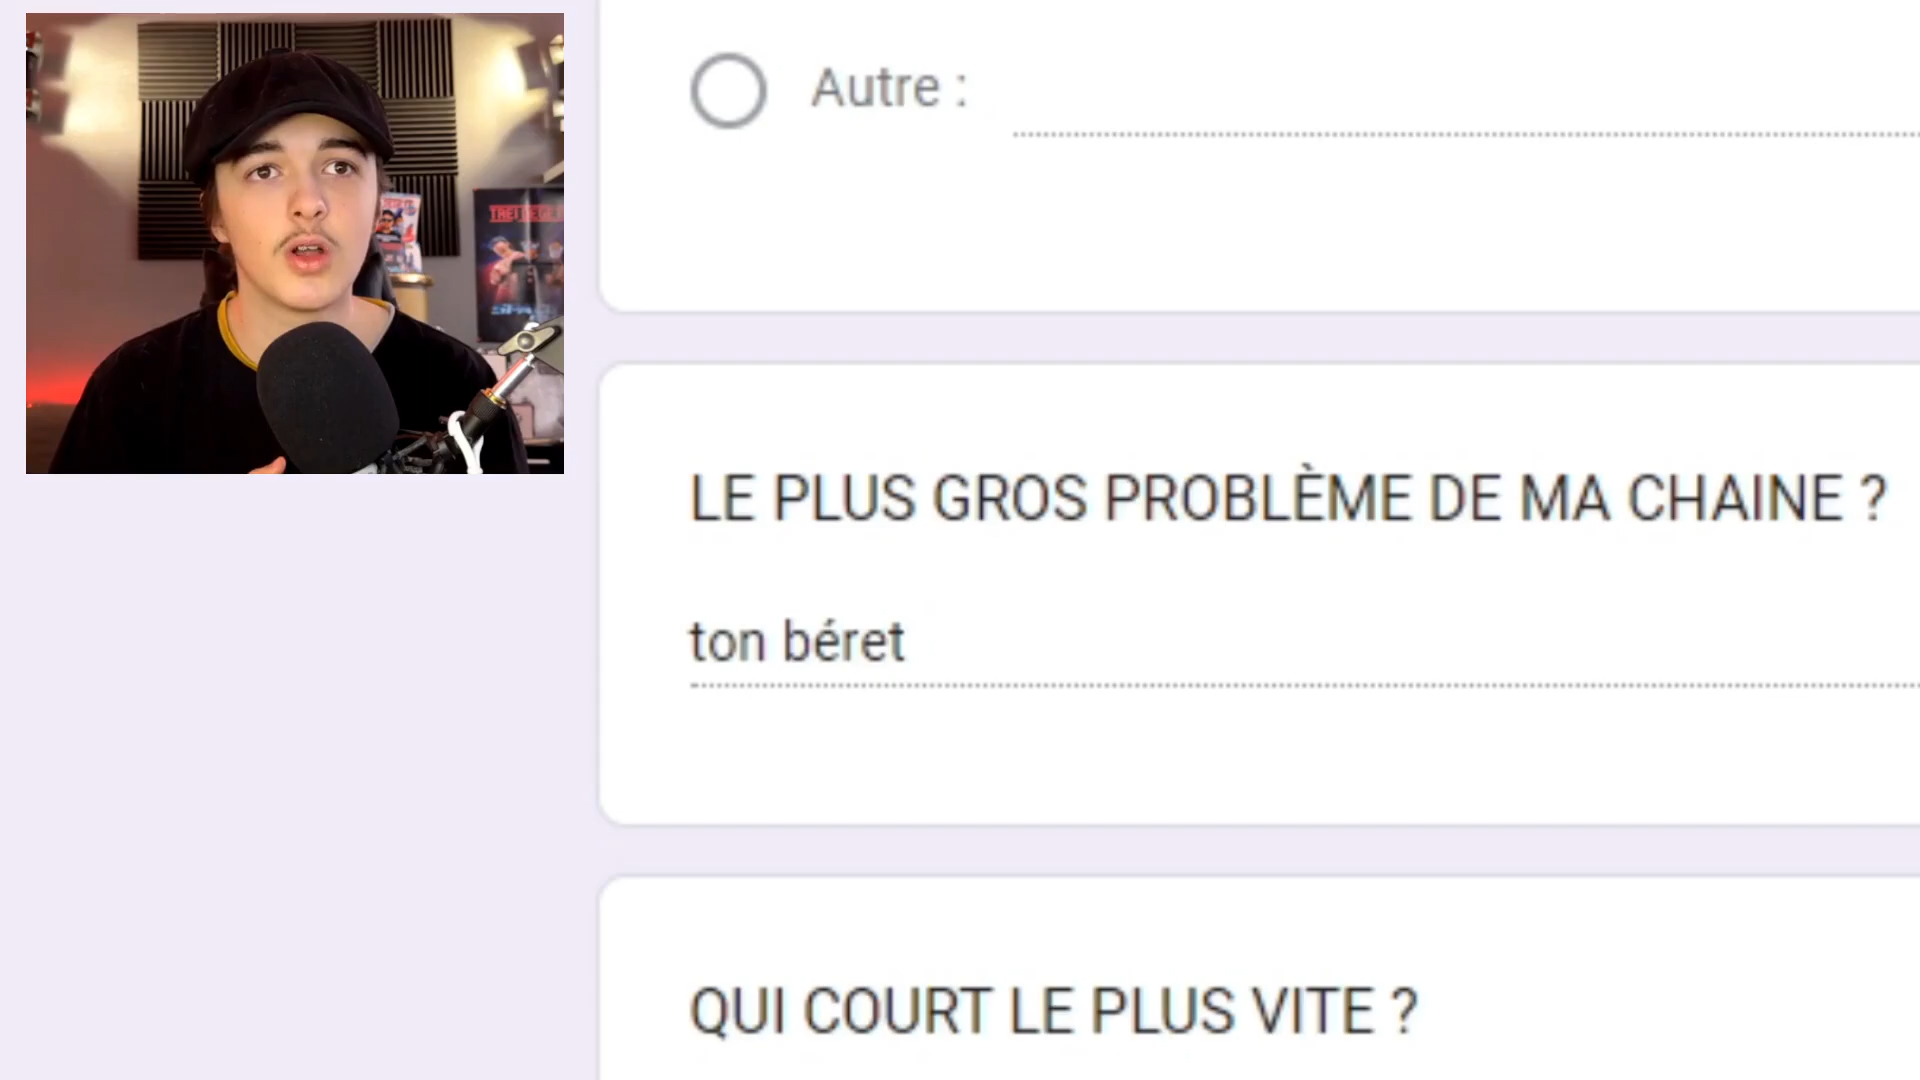 Autre :
LE PLUS GROS PROBLÈME DE MA CHAINE ?
ton béret
QUI COURT LE PLUS VITE ?